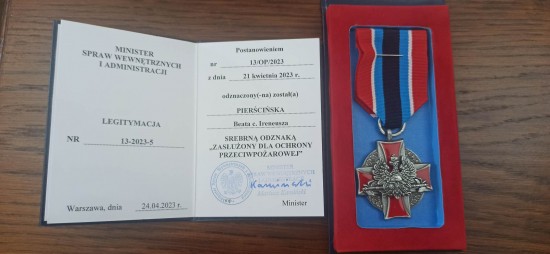 MINISTER
SPRAW WEWNĘTRZNYCH
I ADMINISTRACJI
LEGITYMACJA
NR 13-2023-5
Warszawa, dnia 24.04.2023 r.
Postanowieniem
nr 13/OP/2023
z dnia 21 kwietnia 2023 r.
odznaczony(-na) został(a)
PIERŚCIŃSKA
Beata c. Ireneusza
SREBRNĄ ODZNAKĄ
„ZASŁUŻONY DLA OCHRONY
PRZECIWPOŻAROWEJ”
Minister